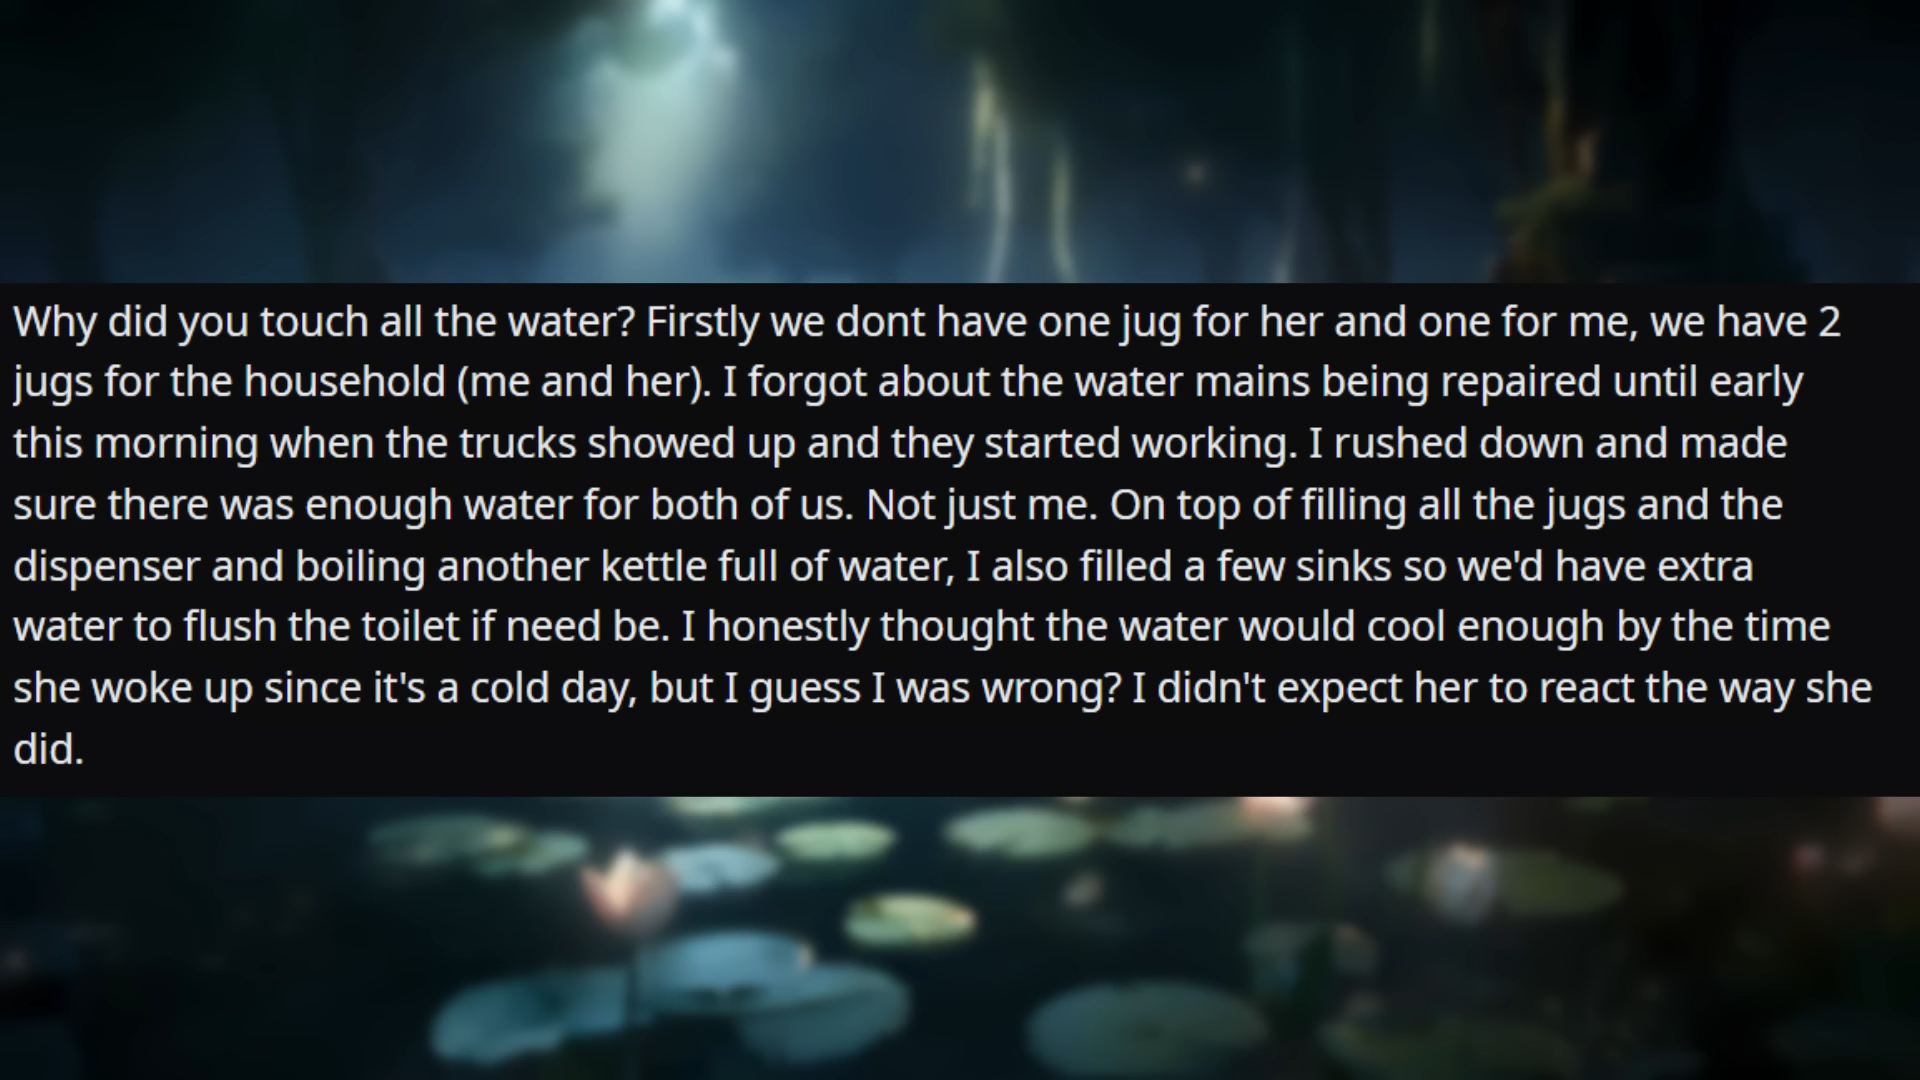 Why did you touch all the water? Firstly we dont have one jug for her and one for me, we have 2
jugs for the household (me and her). I forgot about the water mains being repaired until early
this morning when the trucks showed up and they started working. I rushed down and made
sure there was enough water for both of us. Not just me. On top of filling all the jugs and the
dispenser and boiling another kettle full of water, I also filled a few sinks so we'd have extra
water to flush the toilet if need be. I honestly thought the water would cool enough by the time
she woke up since it's a cold day, but I guess I was wrong? I didn't expect her to react the way she
did.